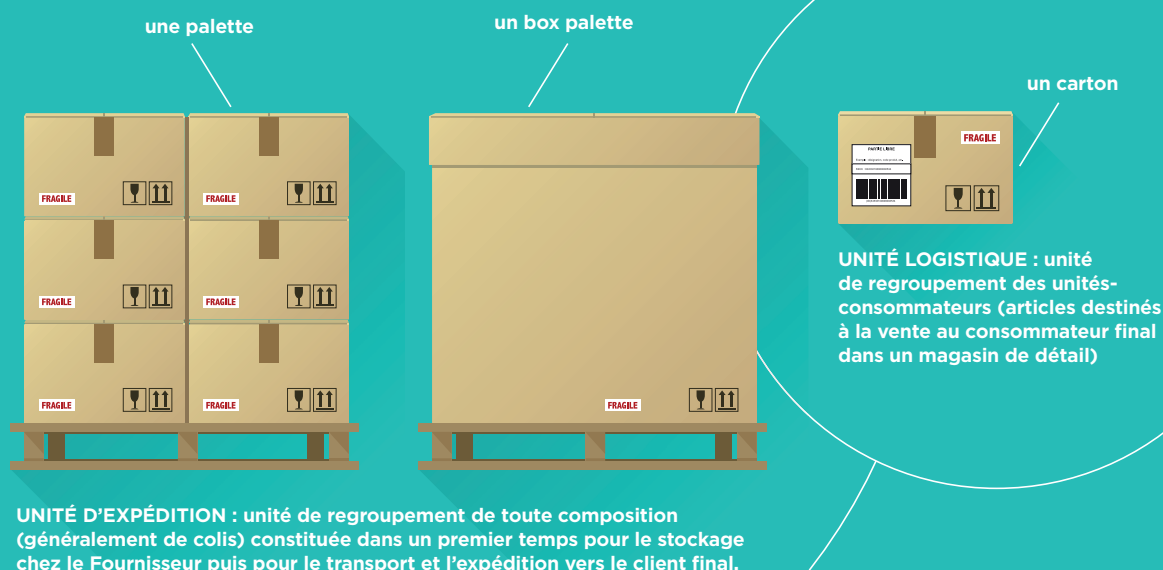 une palette
un box palette
un carton
FRAGILE
FRAGILE
FRAGILE
FRAGILE
FRAGILE
FRAGILE
FRAGILE
FRAGILE
PARTIE LIBRE
UNITÉ LOGISTIQUE : unité
de regroupement des unités-
consommateurs (articles destinés
à la vente au consommateur final
dans un magasin de détail)
UNITÉ D’EXPÉDITION : unité de regroupement de toute composition
(généralement de colis) constituée dans un premier temps pour le stockage
chez le Fournisseur puis pour le transport et l’expédition vers le client final.